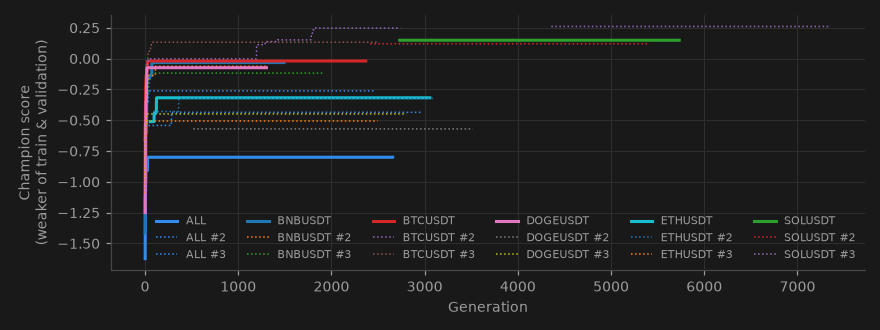 Champion score
(weaker of train & validation)
0.25
0.00
−0.25
−0.50
−0.75
−1.00
−1.25
−1.50
ALL BNBUSDT BTCUSDT DOGEUSDT ETHUSDT SOLUSDT
ALL #2 BNBUSDT #2 BTCUSDT #2 DOGEUSDT #2 ETHUSDT #2 SOLUSDT #2
ALL #3 BNBUSDT #3 BTCUSDT #3 DOGEUSDT #3 ETHUSDT #3 SOLUSDT #3
0 1000 2000 3000 4000 5000 6000 7000
Generation